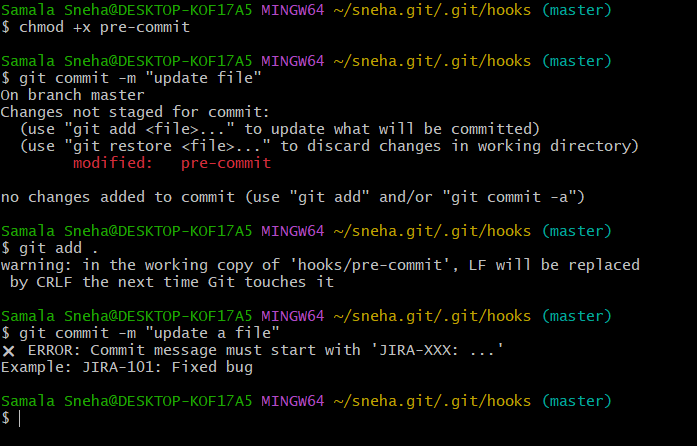 Samala Sneha@DESKTOP-KOF17A5 MINGW64 ~/sneha.git/.git/hooks (master)
$ chmod +x pre-commit
Samala Sneha@DESKTOP-KOF17A5 MINGW64 ~/sneha.git/.git/hooks (master)
$ git commit -m "update file"
On branch master
Changes not staged for commit:
  (use "git add <file>..." to update what will be committed)
  (use "git restore <file>..." to discard changes in working directory)
        modified:   pre-commit
no changes added to commit (use "git add" and/or "git commit -a")
Samala Sneha@DESKTOP-KOF17A5 MINGW64 ~/sneha.git/.git/hooks (master)
$ git add .
warning: in the working copy of 'hooks/pre-commit', LF will be replaced
 by CRLF the next time Git touches it
Samala Sneha@DESKTOP-KOF17A5 MINGW64 ~/sneha.git/.git/hooks (master)
$ git commit -m "update a file"
❌ ERROR: Commit message must start with 'JIRA-XXX: ...'
Example: JIRA-101: Fixed bug
Samala Sneha@DESKTOP-KOF17A5 MINGW64 ~/sneha.git/.git/hooks (master)
$